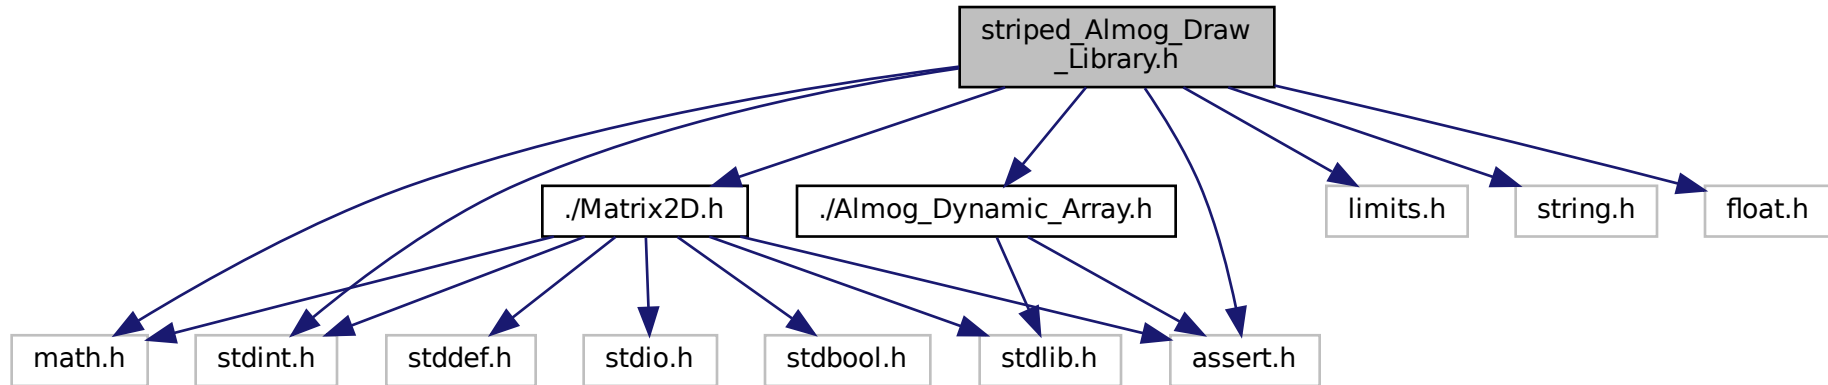 striped_Almog_Draw
_Library.h
./Matrix2D.h
./Almog_Dynamic_Array.h
limits.h
string.h
float.h
math.h
stdint.h
stddef.h
stdio.h
stdbool.h
stdlib.h
assert.h